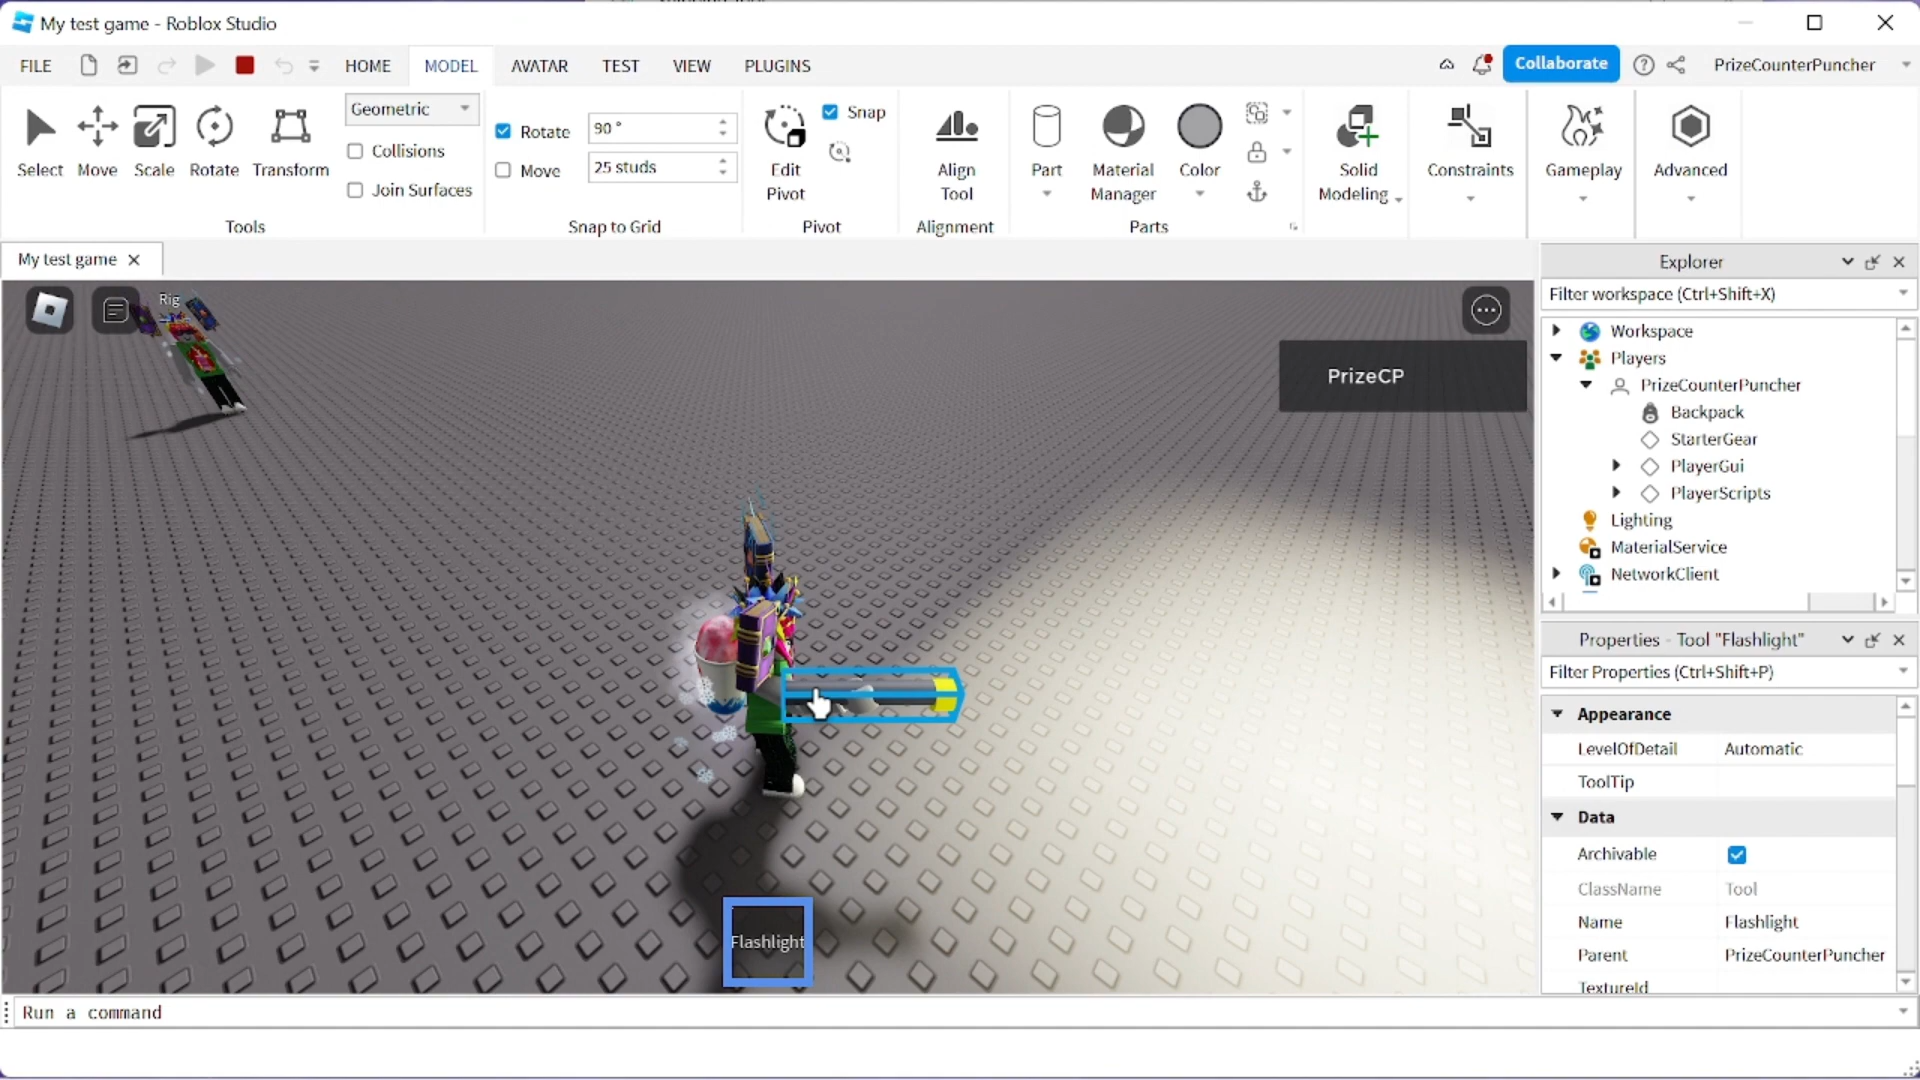 My test game - Roblox Studio
FILE
HOME
MODEL
AVATAR
TEST
VIEW
PLUGINS
Collaborate
PrizeCounterPuncher
Select
Move
Scale
Rotate
Transform
Geometric
Collisions
Join Surfaces
Tools
Rotate
90 °
Move
25 studs
Snap to Grid
Edit
Pivot
Snap
Pivot
Align
Tool
Alignment
Part
Material
Manager
Color
Parts
Solid
Modeling
Constraints
Gameplay
Advanced
My test game
Rig
PrizeCP
Flashlight
Explorer
Filter workspace (Ctrl+Shift+X)
Workspace
Players
PrizeCounterPuncher
Backpack
StarterGear
PlayerGui
PlayerScripts
Lighting
MaterialService
NetworkClient
Properties - Tool "Flashlight"
Filter Properties (Ctrl+Shift+P)
Appearance
LevelOfDetail Automatic
ToolTip
Data
Archivable
ClassName Tool
Name Flashlight
Parent PrizeCounterPuncher
TextureId
Run a command